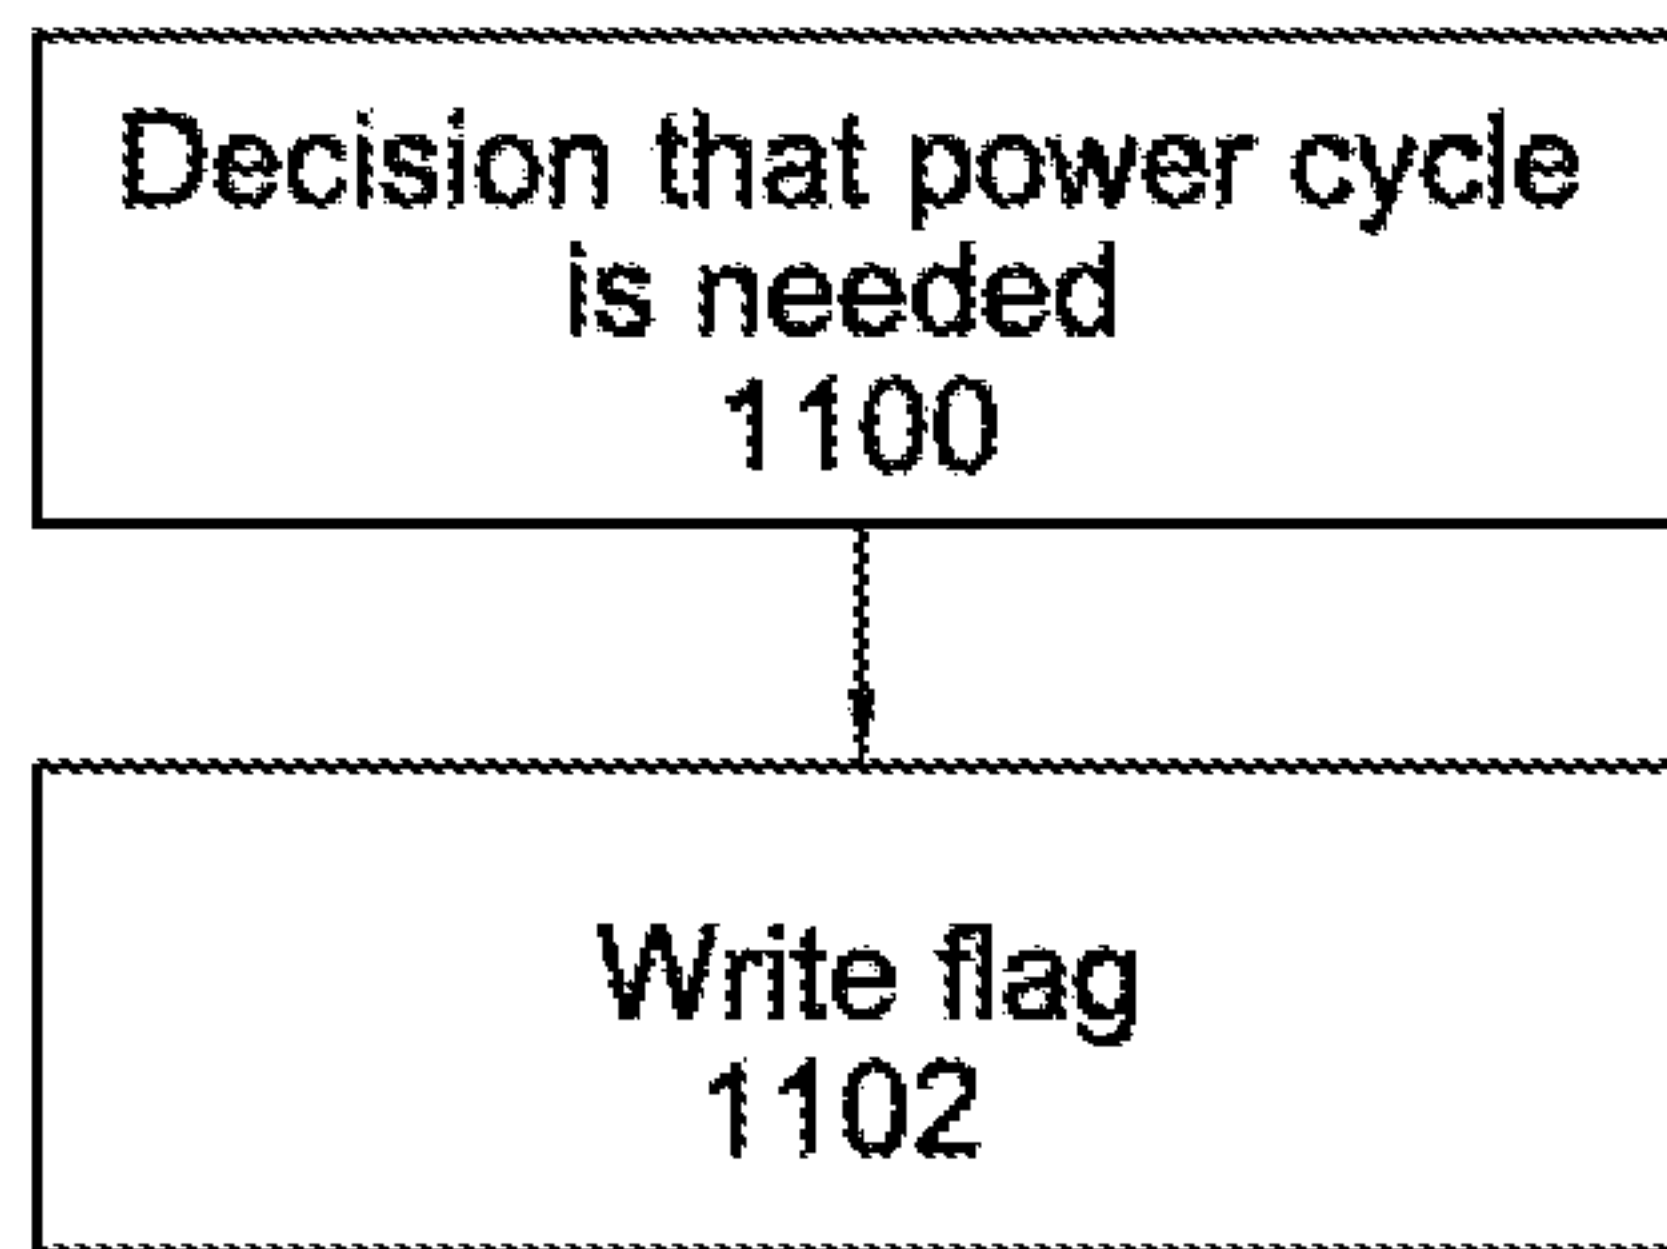 Decision that power cycle
is needed
1100
Write flag
1102